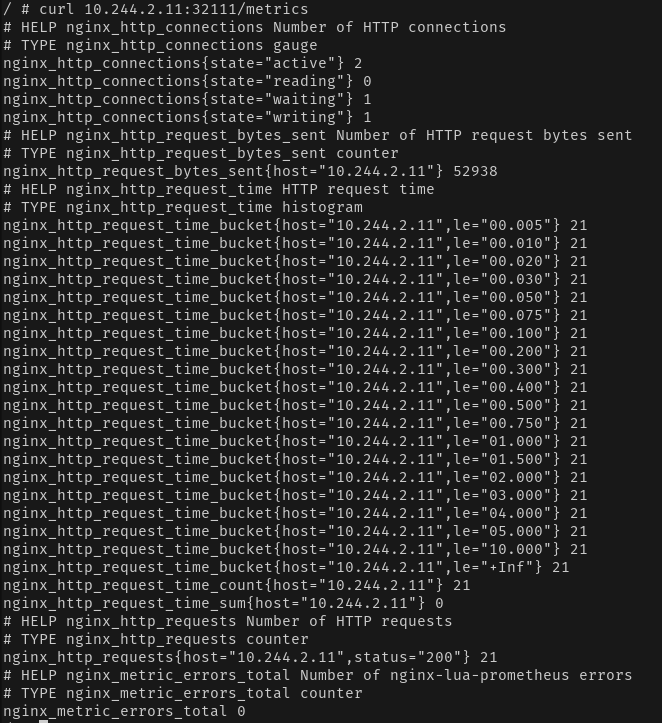 / # curl 10.244.2.11:32111/metrics
# HELP nginx_http_connections Number of HTTP connections
# TYPE nginx_http_connections gauge
nginx_http_connections{state="active"} 2
nginx_http_connections{state="reading"} 0
nginx_http_connections{state="waiting"} 1
nginx_http_connections{state="writing"} 1
# HELP nginx_http_request_bytes_sent Number of HTTP request bytes sent
# TYPE nginx_http_request_bytes_sent counter
nginx_http_request_bytes_sent{host="10.244.2.11"} 52938
# HELP nginx_http_request_time HTTP request time
# TYPE nginx_http_request_time histogram
nginx_http_request_time_bucket{host="10.244.2.11",le="00.005"} 21
nginx_http_request_time_bucket{host="10.244.2.11",le="00.010"} 21
nginx_http_request_time_bucket{host="10.244.2.11",le="00.020"} 21
nginx_http_request_time_bucket{host="10.244.2.11",le="00.030"} 21
nginx_http_request_time_bucket{host="10.244.2.11",le="00.050"} 21
nginx_http_request_time_bucket{host="10.244.2.11",le="00.075"} 21
nginx_http_request_time_bucket{host="10.244.2.11",le="00.100"} 21
nginx_http_request_time_bucket{host="10.244.2.11",le="00.200"} 21
nginx_http_request_time_bucket{host="10.244.2.11",le="00.300"} 21
nginx_http_request_time_bucket{host="10.244.2.11",le="00.400"} 21
nginx_http_request_time_bucket{host="10.244.2.11",le="00.500"} 21
nginx_http_request_time_bucket{host="10.244.2.11",le="00.750"} 21
nginx_http_request_time_bucket{host="10.244.2.11",le="01.000"} 21
nginx_http_request_time_bucket{host="10.244.2.11",le="01.500"} 21
nginx_http_request_time_bucket{host="10.244.2.11",le="02.000"} 21
nginx_http_request_time_bucket{host="10.244.2.11",le="03.000"} 21
nginx_http_request_time_bucket{host="10.244.2.11",le="04.000"} 21
nginx_http_request_time_bucket{host="10.244.2.11",le="05.000"} 21
nginx_http_request_time_bucket{host="10.244.2.11",le="10.000"} 21
nginx_http_request_time_bucket{host="10.244.2.11",le="+Inf"} 21
nginx_http_request_time_count{host="10.244.2.11"} 21
nginx_http_request_time_sum{host="10.244.2.11"} 0
# HELP nginx_http_requests Number of HTTP requests
# TYPE nginx_http_requests counter
nginx_http_requests{host="10.244.2.11",status="200"} 21
# HELP nginx_metric_errors_total Number of nginx-lua-prometheus errors
# TYPE nginx_metric_errors_total counter
nginx_metric_errors_total 0